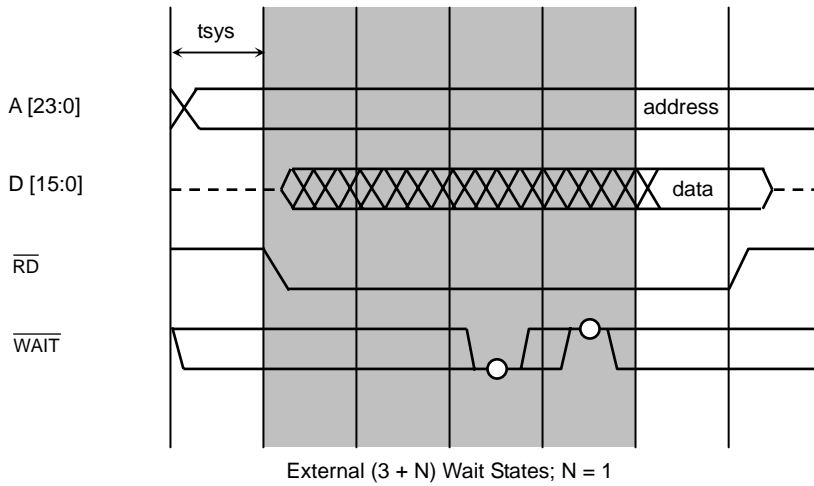 tsys
A [23:0]
address
D [15:0]
data
RD
WAIT
External (3 + N) Wait States; N = 1